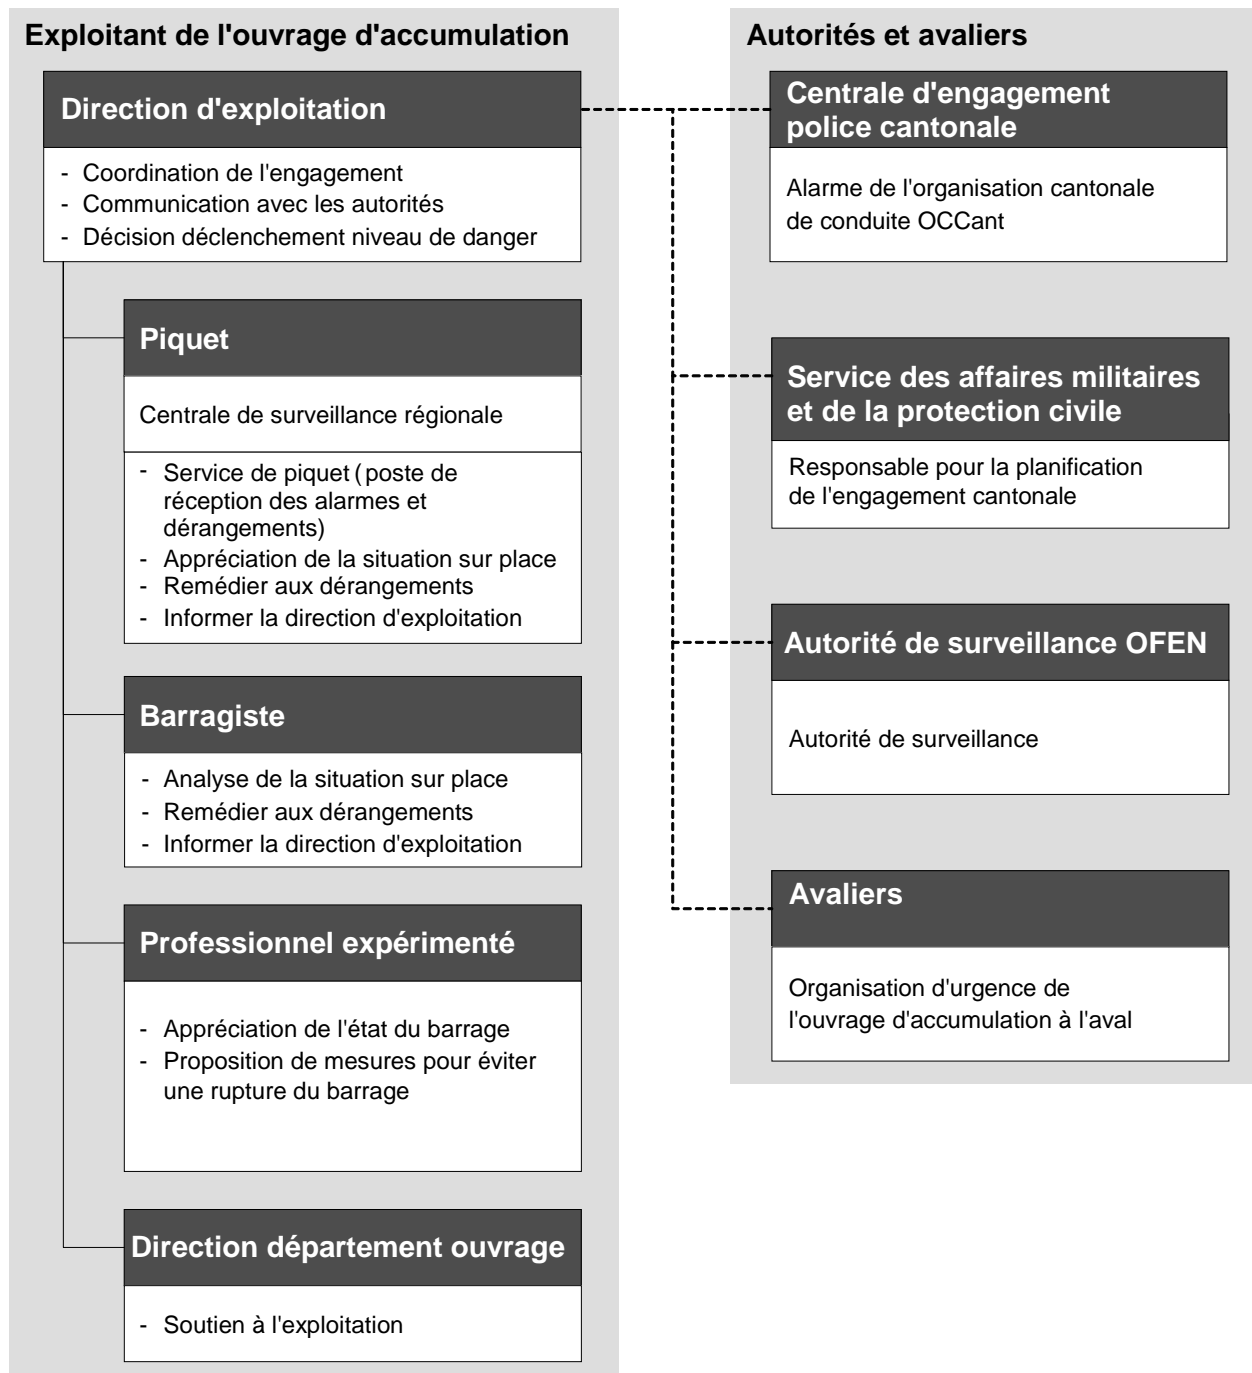 Exploitant de l'ouvrage d'accumulation
Direction d'exploitation
- Coordination de l'engagement
- Communication avec les autorités
- Décision déclenchement niveau de danger
Piquet
Centrale de surveillance régionale
- Service de piquet (poste de
réception des alarmes et
dérangements)
- Appréciation de la situation sur place
- Remédier aux dérangements
- Informer la direction d'exploitation
Barragiste
- Analyse de la situation sur place
- Remédier aux dérangements
- Informer la direction d'exploitation
Professionnel expérimenté
- Appréciation de l'état du barrage
- Proposition de mesures pour éviter
une rupture du barrage
Direction département ouvrage
- Soutien à l'exploitation
Autorités et avaliers
Centrale d'engagement
police cantonale
Alarme de l'organisation cantonale
de conduite OCCant
Service des affaires militaires
et de la protection civile
Responsable pour la planification
de l'engagement cantonale
Autorité de surveillance OFEN
Autorité de surveillance
Avaliers
Organisation d'urgence de
l'ouvrage d'accumulation à l'aval